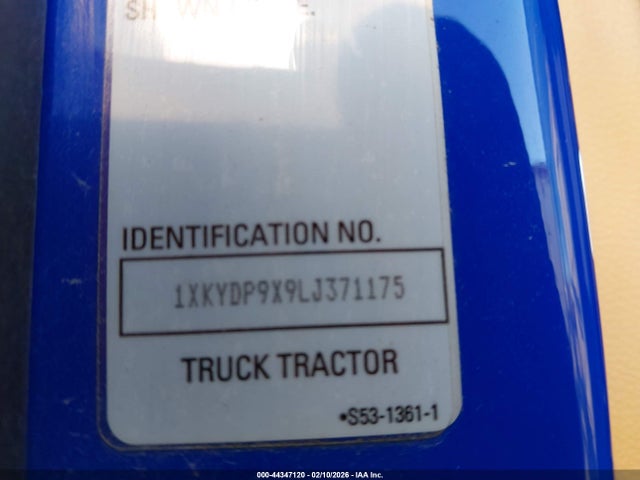 IDENTIFICATION NO.
1XKYDP9X9LJ371175
TRUCK TRACTOR
•S53-1361-1
000-44347120 - 02/10/2026 - IAA Inc.